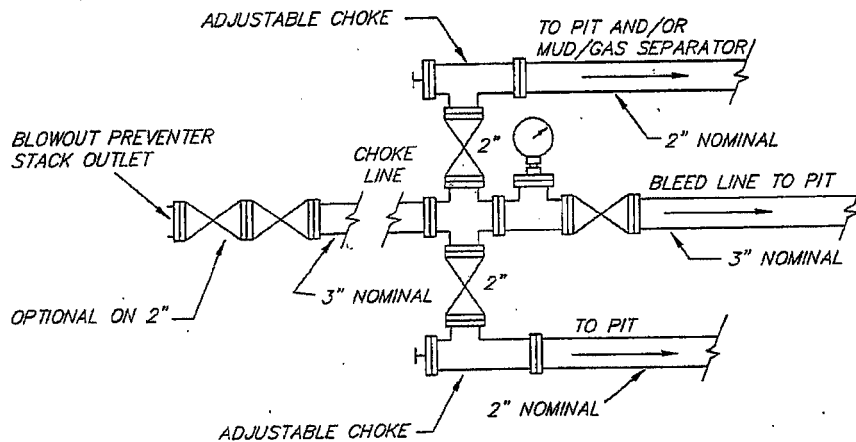 ADJUSTABLE CHOKE
TO PIT AND/OR
MUD/GAS SEPARATOR
2" NOMINAL
BLOWOUT PREVENTER
STACK OUTLET
CHOKE
LINE
2"
BLEED LINE TO PIT
3" NOMINAL
3" NOMINAL
OPTIONAL ON 2"
2"
TO PIT
2" NOMINAL
ADJUSTABLE CHOKE